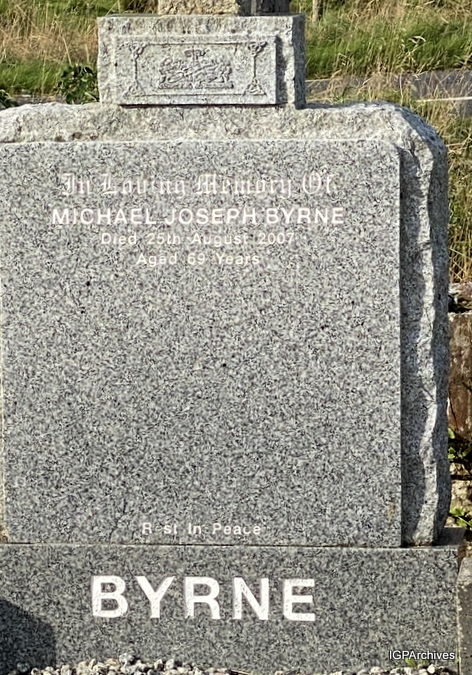 In Loving Memory Of
MICHAEL JOSEPH BYRNE
Died 25th August 2007
Aged 69 Years
Rest In Peace
BYRNE
IGPArchives